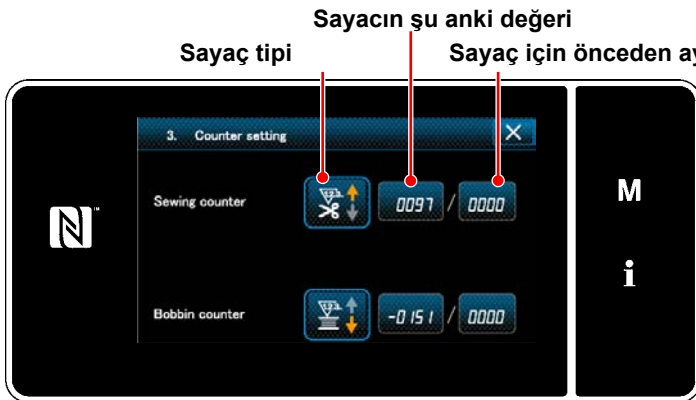 Sayacın şu anki değeri
Sayaç tipi
Sayaç için önceden
3. Counter setting
Sewing counter
0097 / 0000
Bobbin counter
-0151 / 0000
M
i